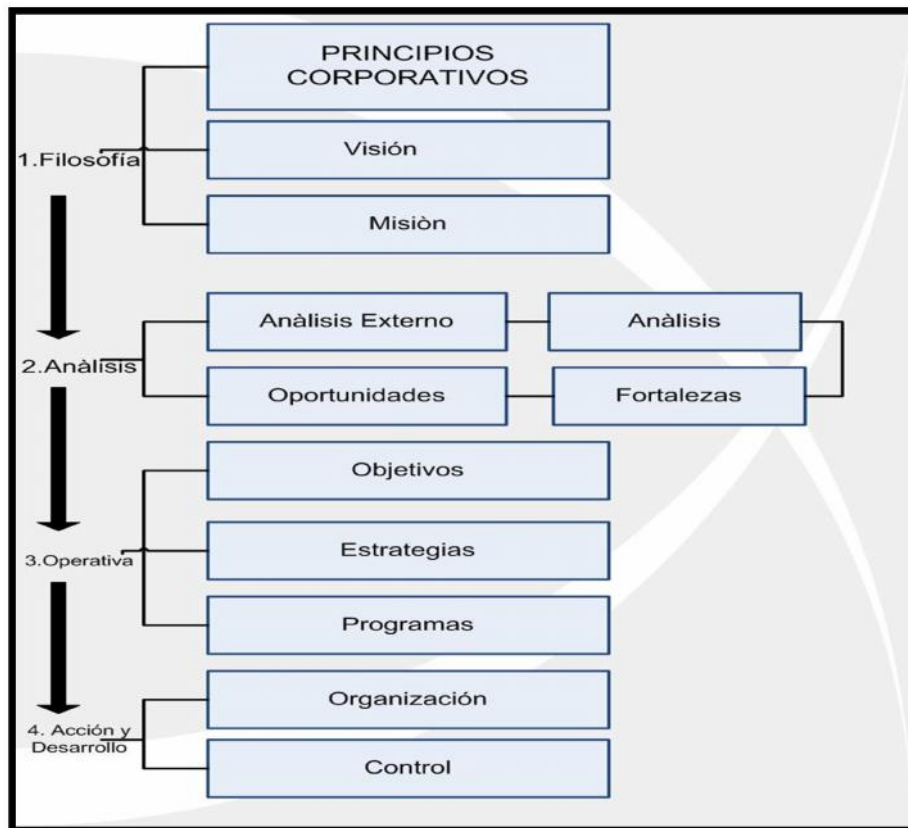 PRINCIPIOS
CORPORATIVOS
1.Filosofía
Visión
Misiòn
Anàlisis Externo
Anàlisis
2.Anàlisis
Oportunidades
Fortalezas
Objetivos
3.Operativa
Estrategias
Programas
Organización
4. Acción y
Desarrollo
Control